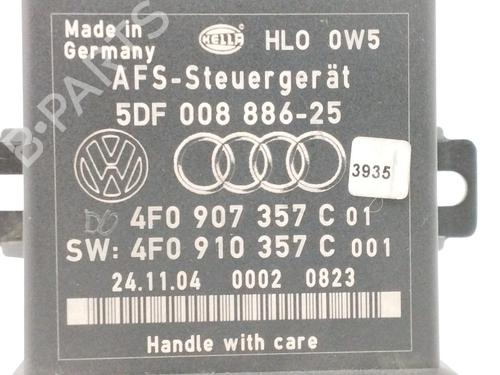 Made in
Germany
HELLA
HLO 0W5
AFS-Steuergerät
5DF 008 886-25
3935
4F0 907 357 C 01
SW: 4F0 910 357 C 001
24.11.04 0002 0823
Handle with care
B-PARTS